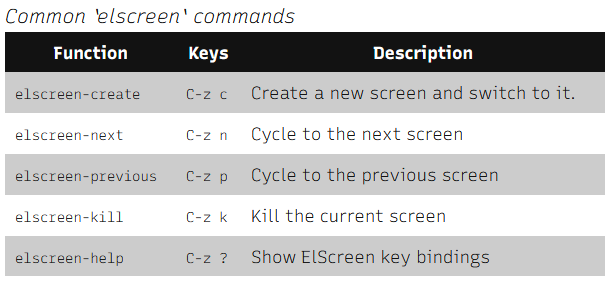 Common 'elscreen' commands
Function Keys Description
elscreen-create C-z c Create a new screen and switch to it.
elscreen-next C-z n Cycle to the next screen
elscreen-previous C-z p Cycle to the previous screen
elscreen-kill C-z k Kill the current screen
elscreen-help C-z ? Show ElScreen key bindings